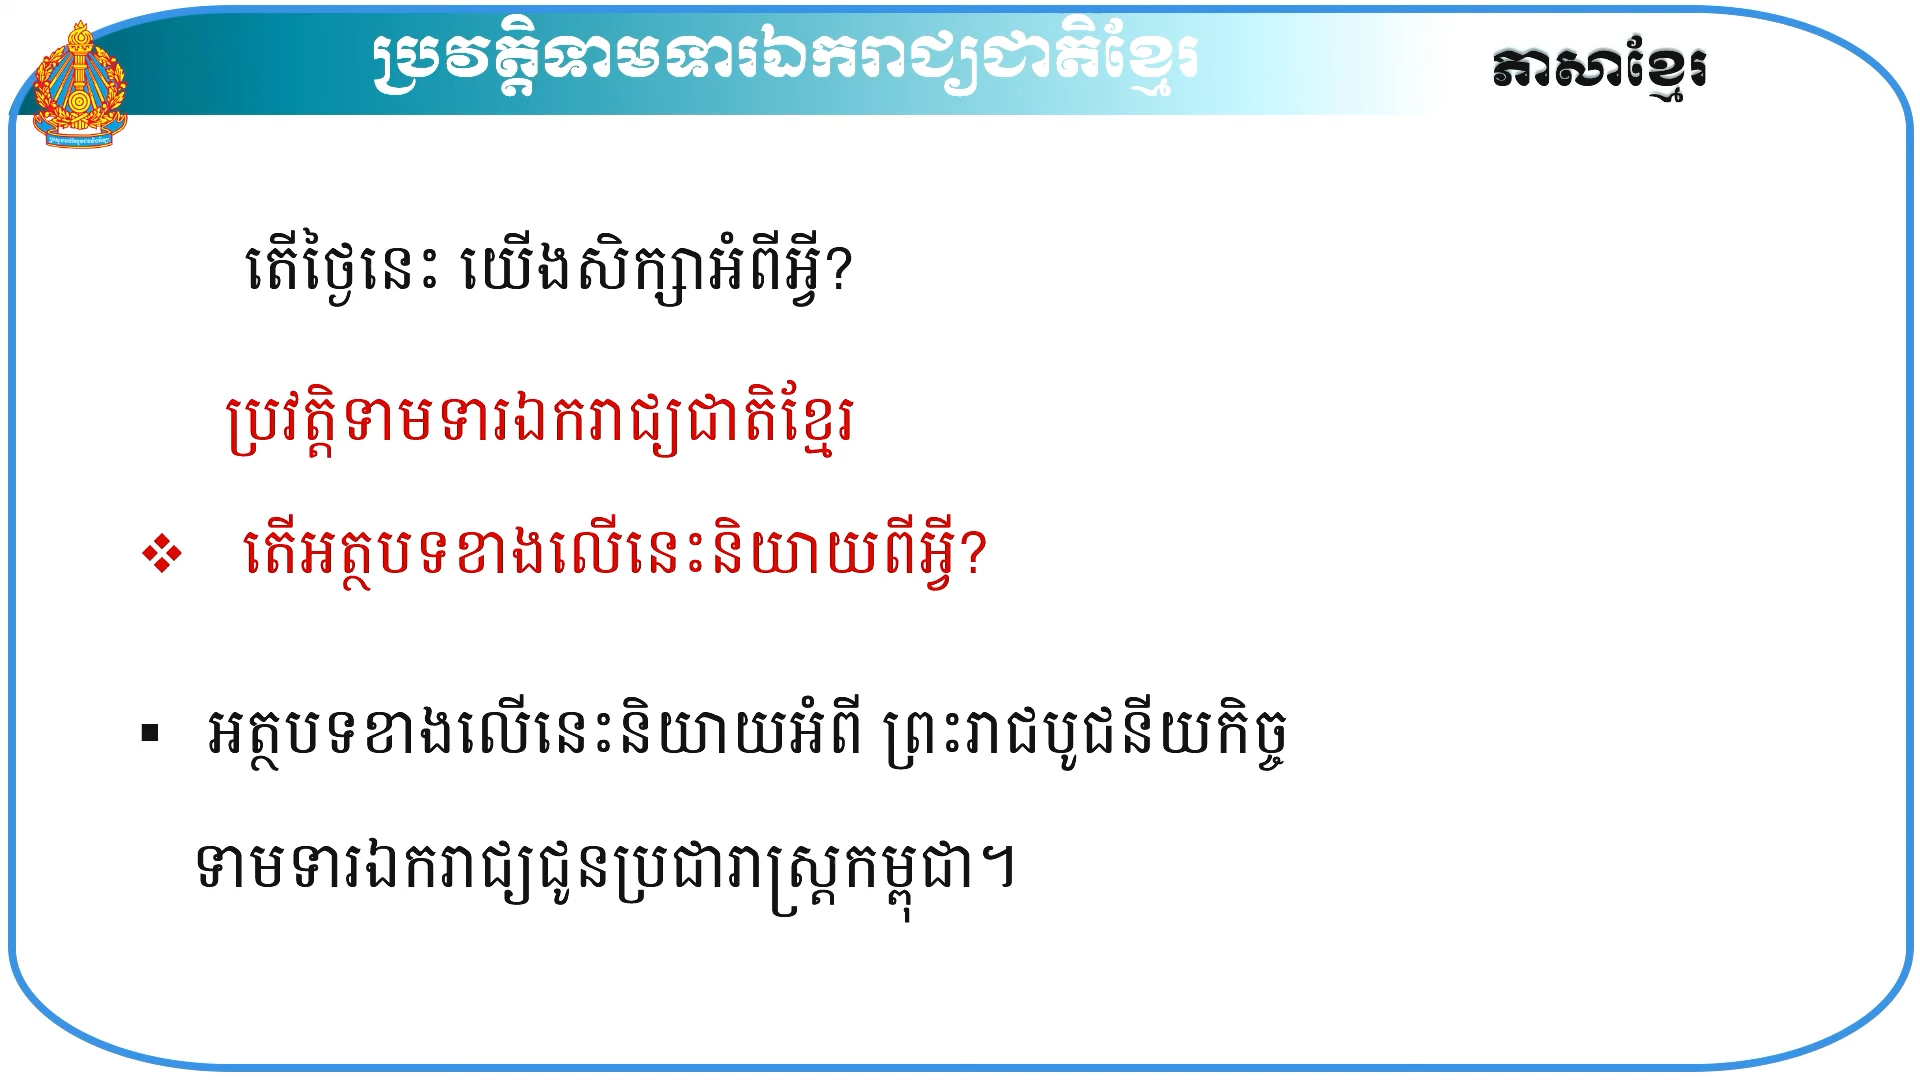 ប្រវត្តិទាមទារឯករាជ្យជាតិខ្មែរ
ភាសាខ្មែរ
តើថ្ងៃនេះ យើងសិក្សាអំពីអ្វី?
ប្រវត្តិទាមទារឯករាជ្យជាតិខ្មែរ
តើអត្ថបទខាងលើនេះនិយាយពីអ្វី?
អត្ថបទខាងលើនេះនិយាយអំពី ព្រះរាជបូជនីយកិច្ច
ទាមទារឯករាជ្យជូនប្រជារាស្ត្រកម្ពុជា។